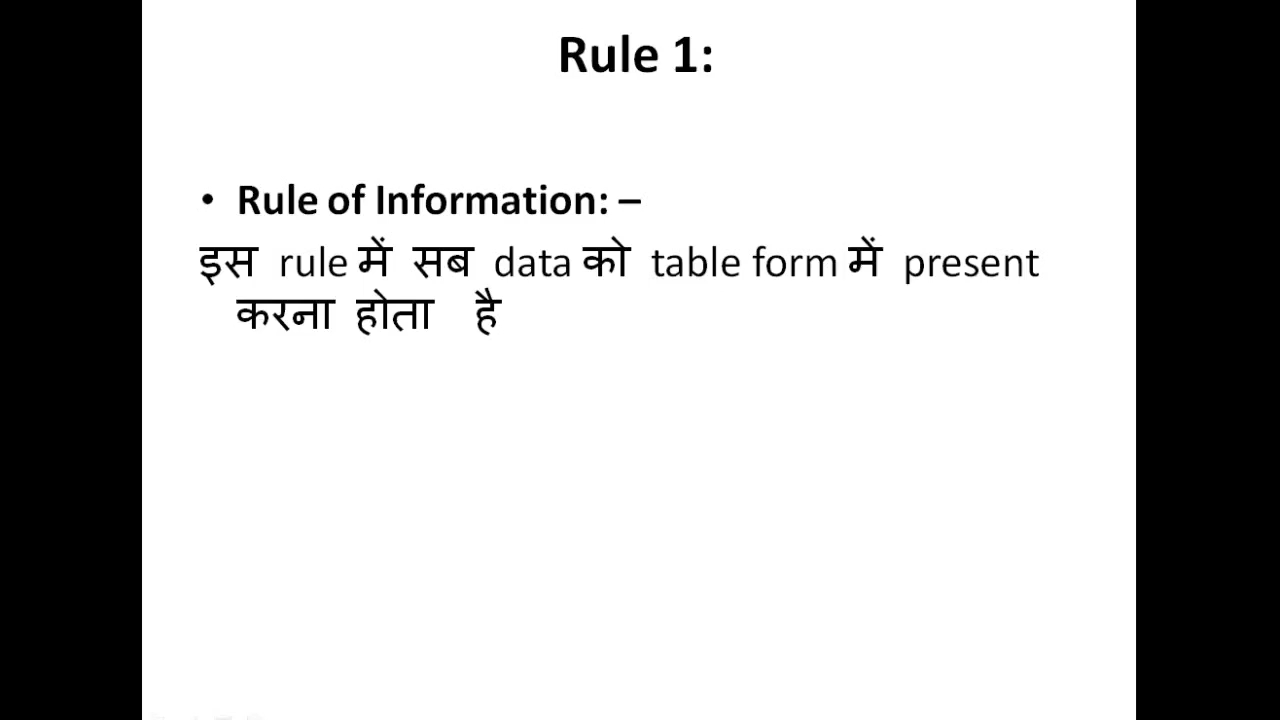 Rule 1:
• Rule of Information: –
इस rule में सब data को table form में present
करना होता है